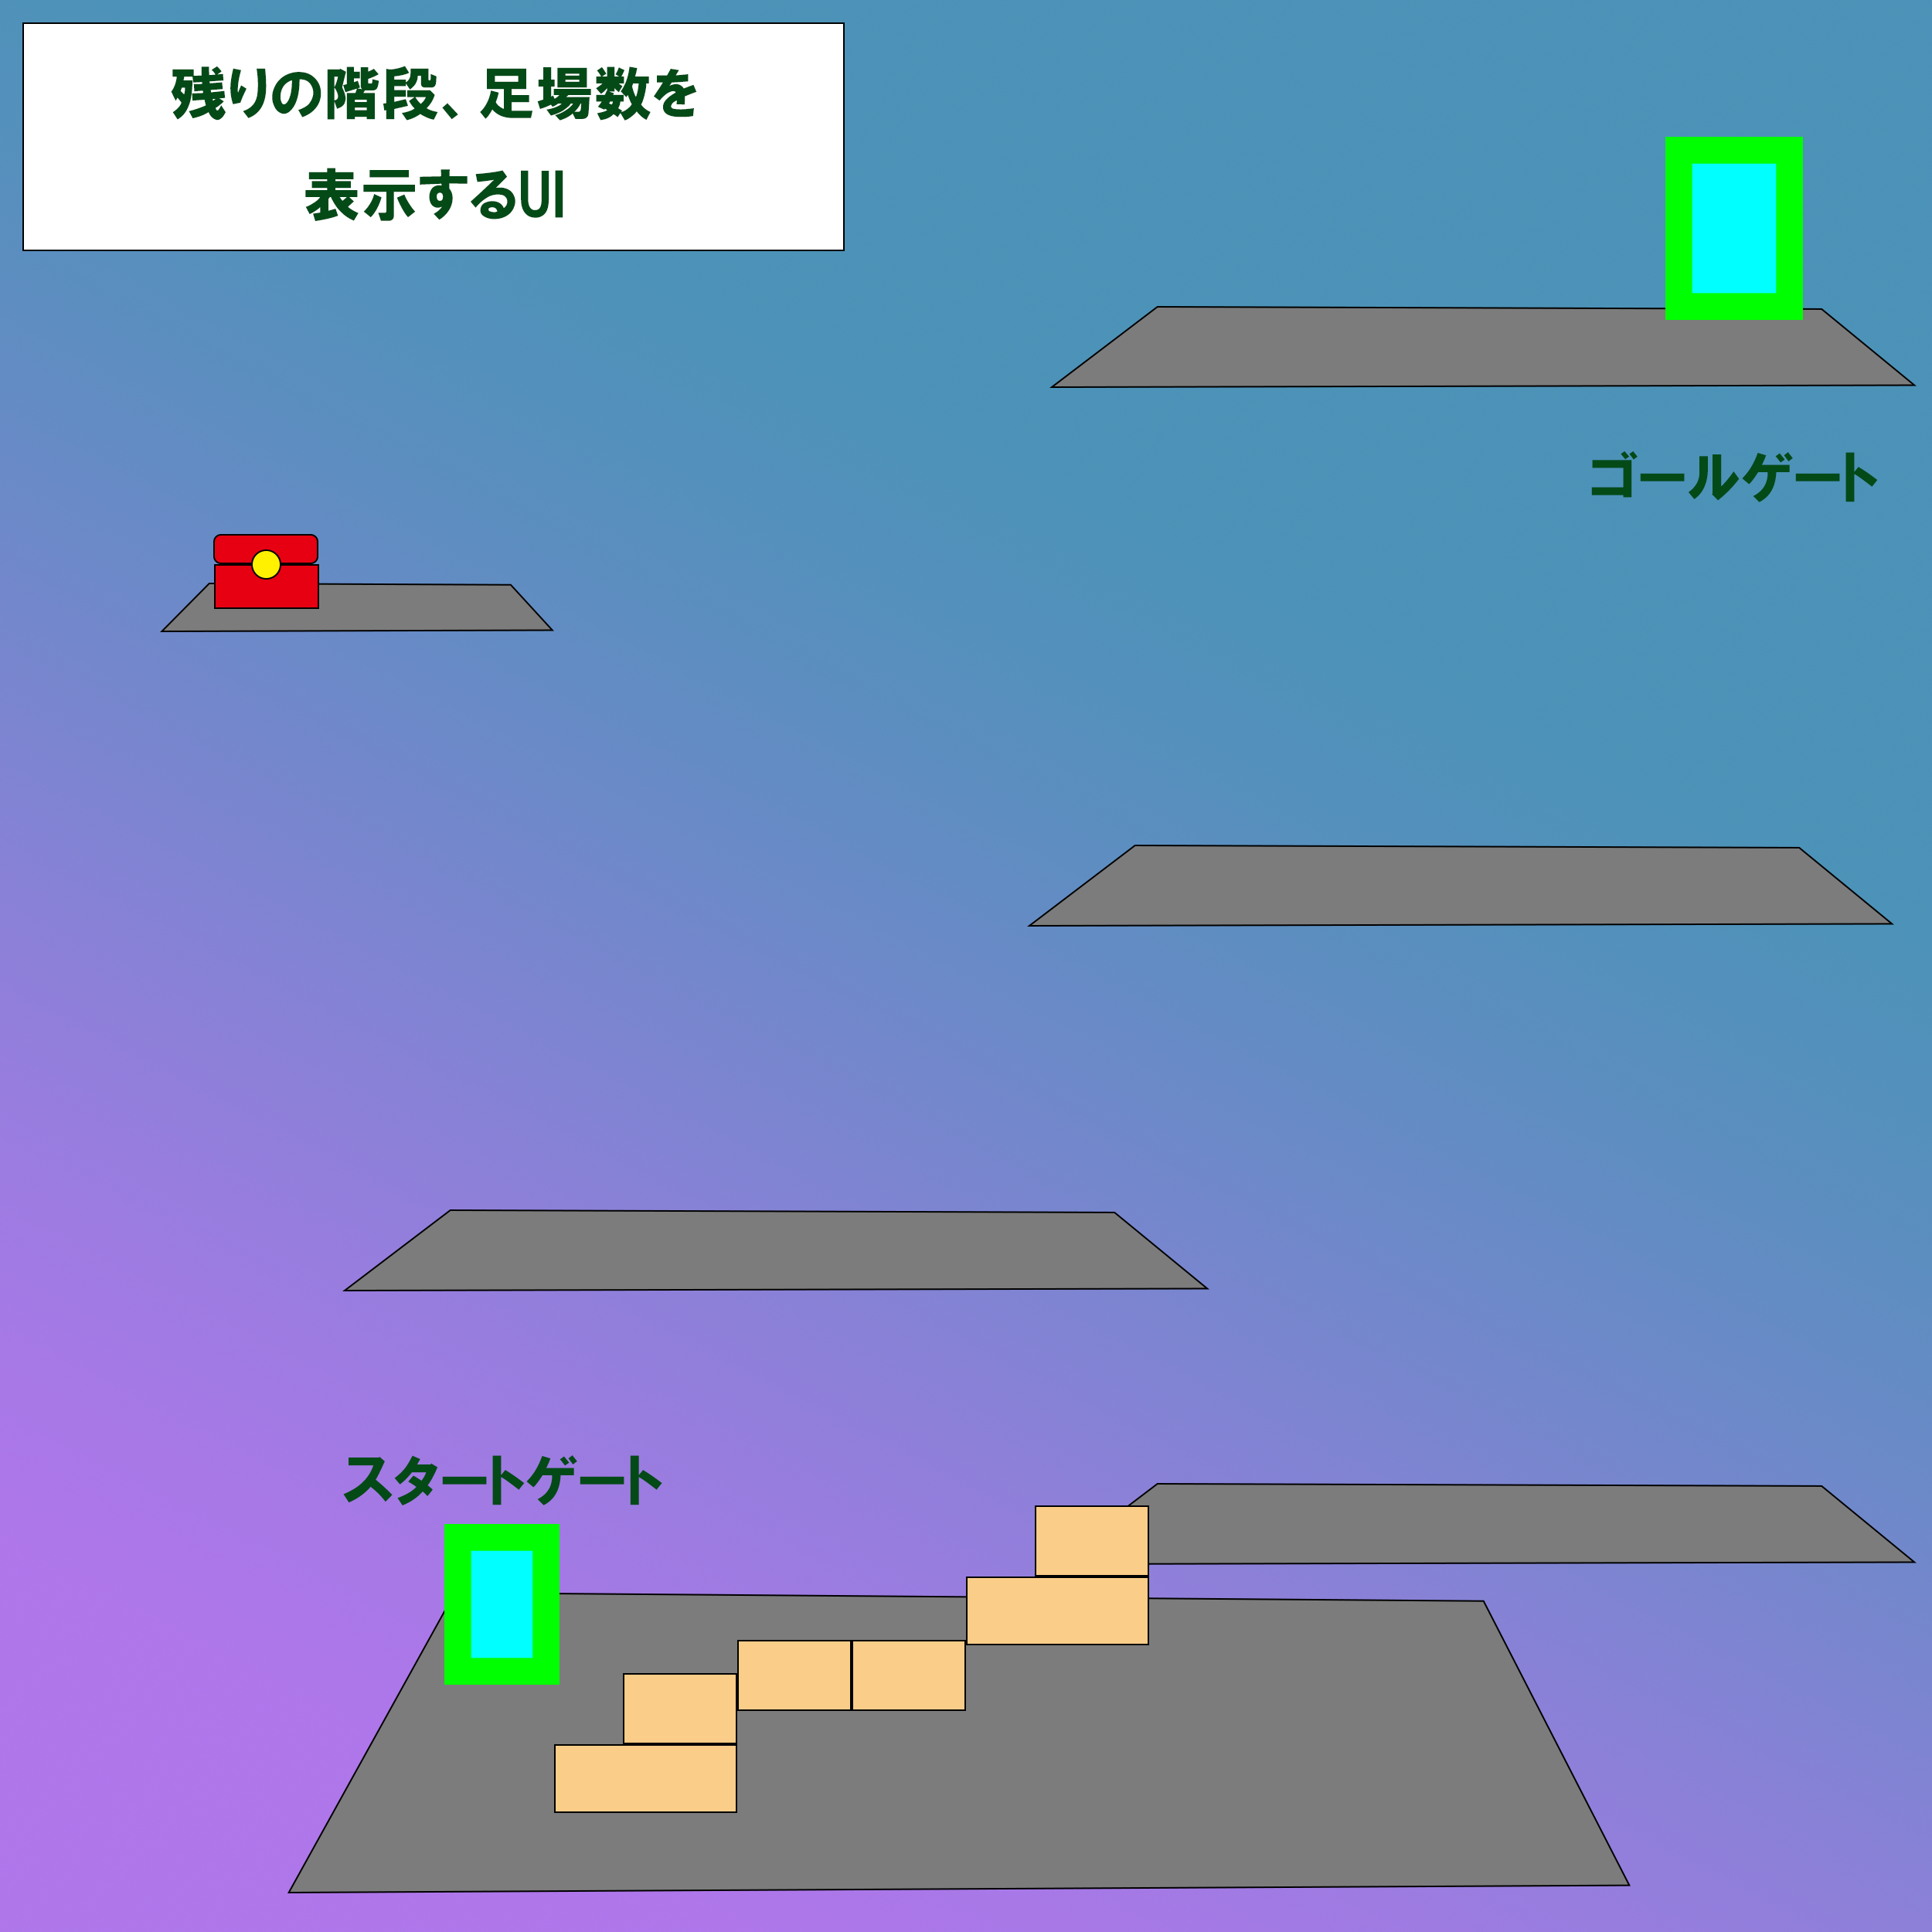 残りの階段、足場数を
表示するUI
ゴールゲート
スタートゲート